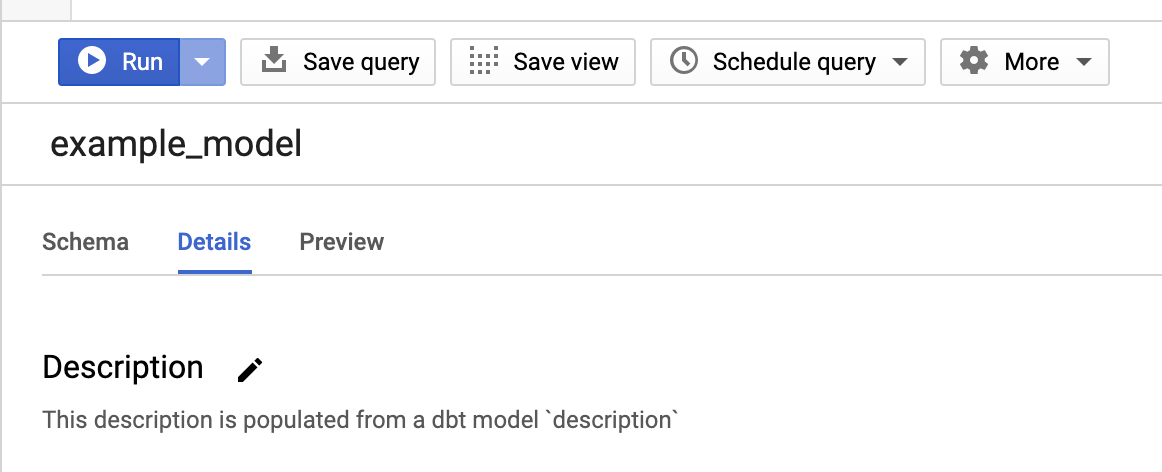 Run Save query Save view Schedule query More
example_model
Schema Details Preview
Description
This description is populated from a dbt model `description`